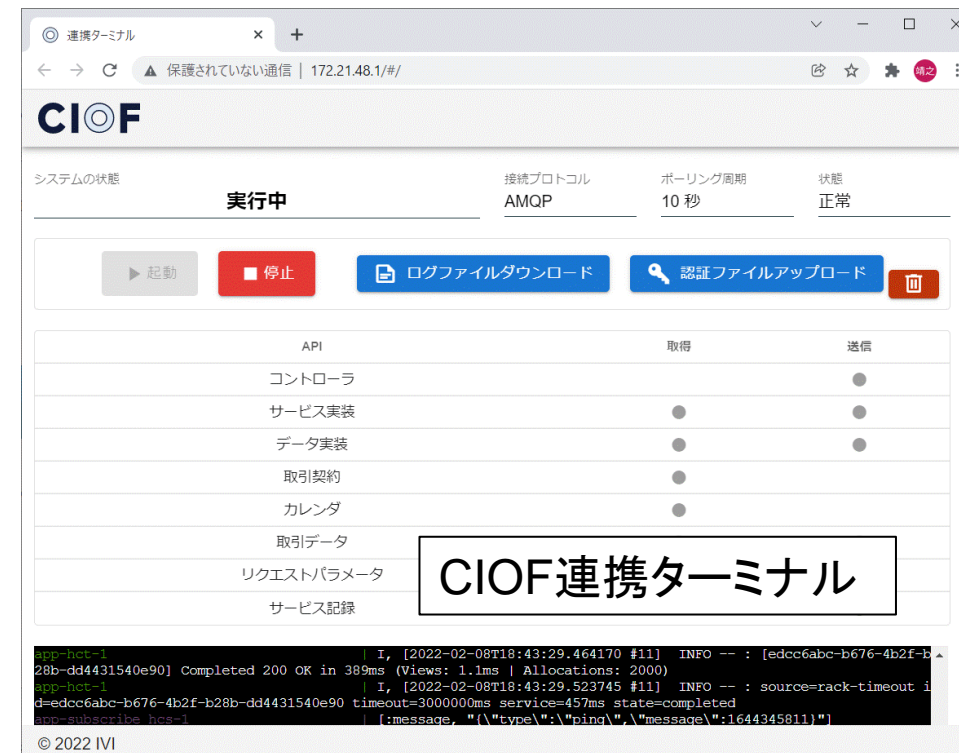 連携ターミナル
保護されていない通信 | 172.21.48.1/#/
靖之
CIOF
システムの状態 接続プロトコル ポーリング周期 状態
実行中 AMQP 10 秒 正常
起動 停止 ログファイルダウンロード 認証ファイルアップロード
API 取得 送信
コントローラ
サービス実装
データ実装
取引契約
カレンダ
取引データ
リクエストパラメータ
サービス記録
CIOF連携ターミナル
app-hct-1 | I, [2022-02-08T18:43:29.464170 #11] INFO -- : [edcc6abc-b676-4b2f-b
28b-dd4431540e90] Completed 200 OK in 389ms (Views: 1.1ms | Allocations: 2000)
app-hct-1 | I, [2022-02-08T18:43:29.523745 #11] INFO -- : source=rack-timeout i
d=edcc6abc-b676-4b2f-b28b-dd4431540e90 timeout=3000000ms service=457ms state=completed
app-subscribe_hcs-1 | [:message, "{\"type\":\"ping\",\"message\":1644345811}"]
© 2022 IVI